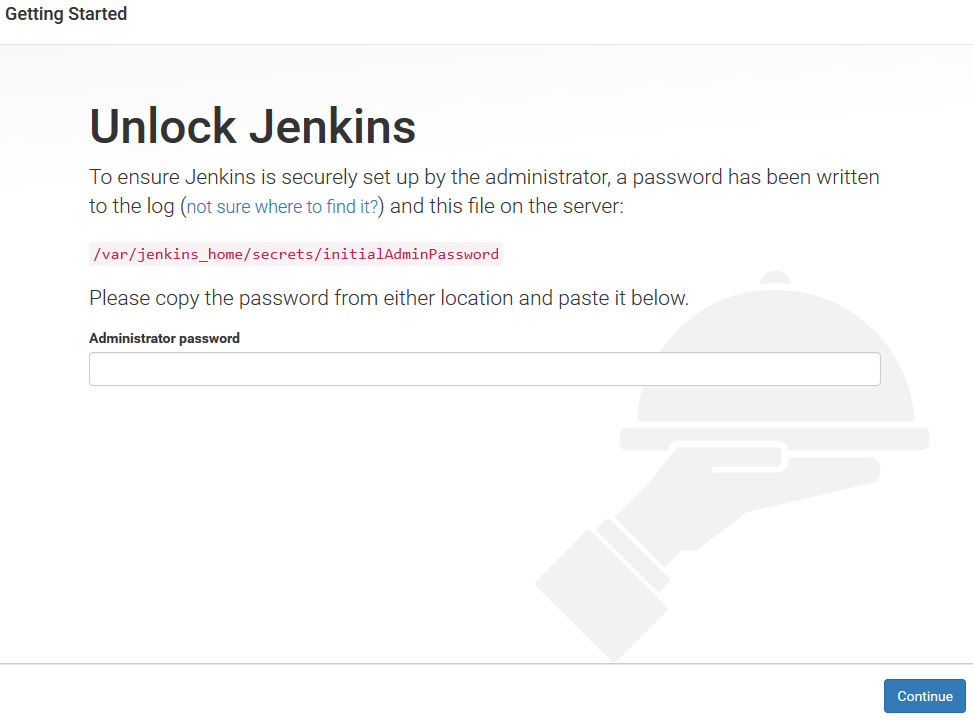 Getting Started
Unlock Jenkins
To ensure Jenkins is securely set up by the administrator, a password has been written
to the log (not sure where to find it?) and this file on the server:
/var/jenkins_home/secrets/initialAdminPassword
Please copy the password from either location and paste it below.
Administrator password
Continue